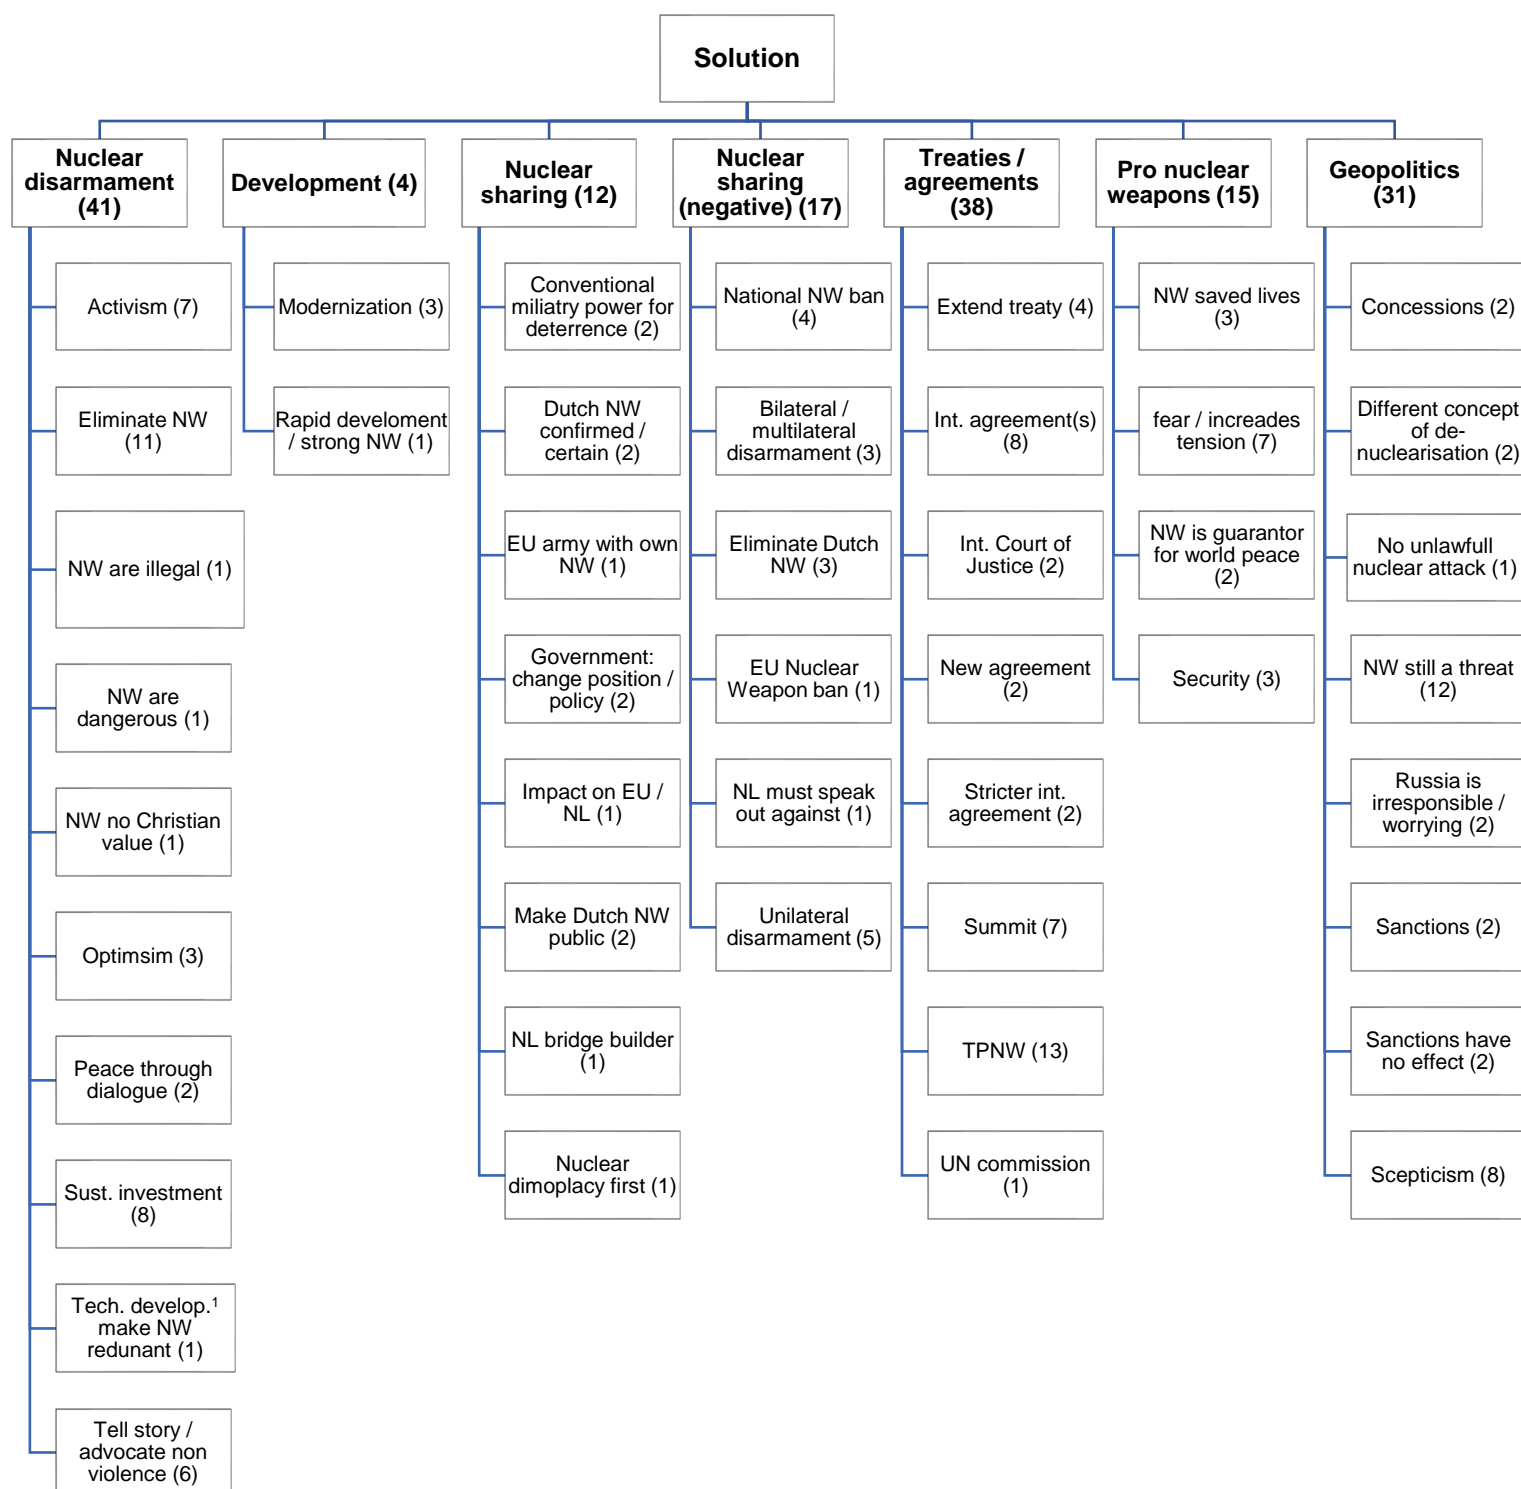 Solution
Nuclear
disarmament
(41)
Activism (7)
Eliminate NW
(11)
NW are illegal (1)
NW are
dangerous (1)
NW no Christian
value (1)
Optimsim (3)
Peace through
dialogue (2)
Sust. investment
(8)
Tech. develop.¹
make NW
redunant (1)
Tell story /
advocate non
violence (6)
Development (4)
Modernization (3)
Rapid develoment
/ strong NW (1)
Nuclear
sharing (12)
Conventional
miliatry power for
deterrence (2)
Dutch NW
confirmed /
certain (2)
EU army with own
NW (1)
Government:
change position /
policy (2)
Impact on EU /
NL (1)
Make Dutch NW
public (2)
NL bridge builder
(1)
Nuclear
dimoplacy first (1)
Nuclear
sharing
(negative) (17)
National NW ban
(4)
Bilateral /
multilateral
disarmament (3)
Eliminate Dutch
NW (3)
EU Nuclear
Weapon ban (1)
NL must speak
out against (1)
Unilateral
disarmament (5)
Treaties /
agreements
(38)
Extend treaty (4)
Int. agreement(s)
(8)
Int. Court of
Justice (2)
New agreement
(2)
Stricter int.
agreement (2)
Summit (7)
TPNW (13)
UN commission
(1)
Pro nuclear
weapons (15)
NW saved lives
(3)
fear / increades
tension (7)
NW is guarantor
for world peace
(2)
Security (3)
Geopolitics
(31)
Concessions (2)
Different concept
of de-
nuclearisation (2)
No unlawfull
nuclear attack (1)
NW still a threat
(12)
Russia is
irresponsible /
worrying (2)
Sanctions (2)
Sanctions have
no effect (2)
Scepticism (8)